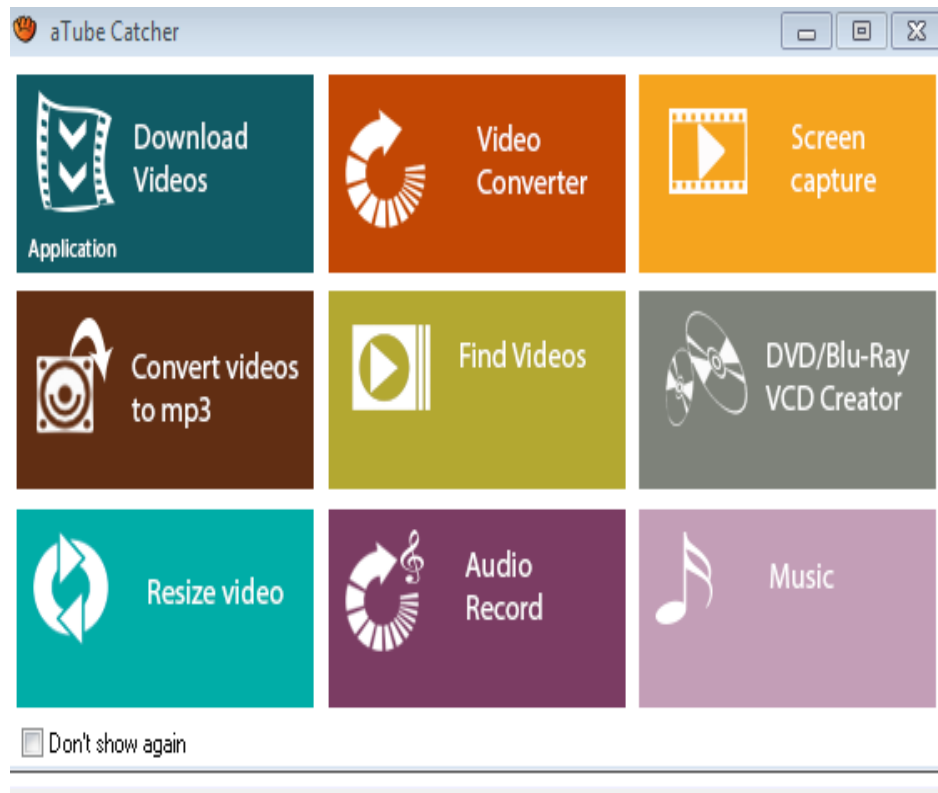 aTube Catcher
Download
Videos
Application
Video
Converter
Screen
capture
Convert videos
to mp3
Find Videos
DVD/Blu-Ray
VCD Creator
Resize video
Audio
Record
Music
Don't show again